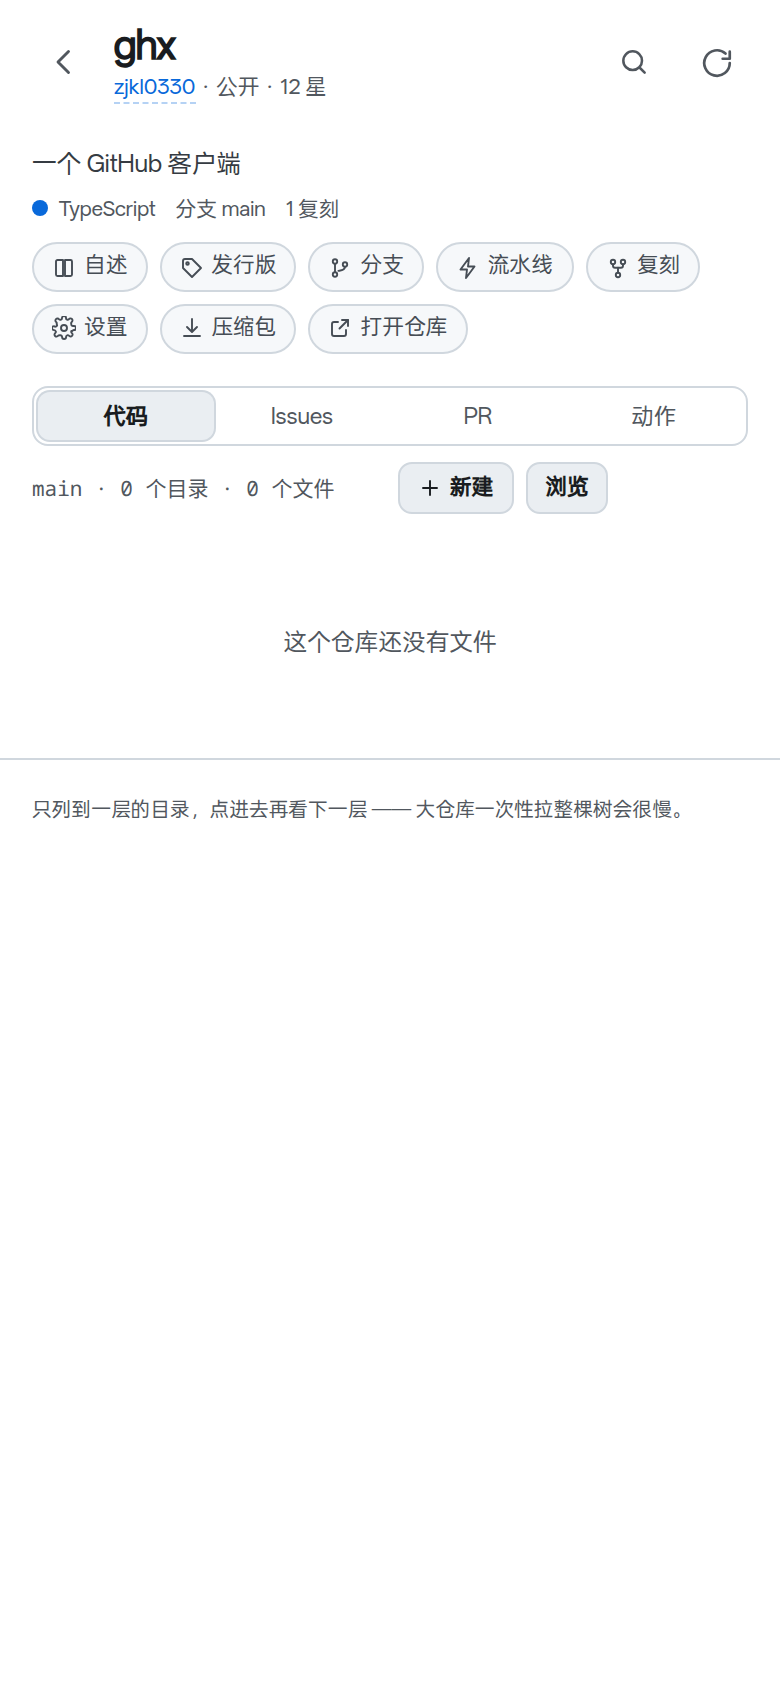 ghx
zjkl0330 · 公开 · 12 星
一个 GitHub 客户端
TypeScript 分支 main 1 复刻
自述 发行版 分支 流水线 复刻
设置 压缩包 打开仓库
代码 Issues PR 动作
main · 0 个目录 · 0 个文件 新建 浏览
这个仓库还没有文件
只列到一层的目录，点进去再看下一层 —— 大仓库一次性拉整棵树会很慢。